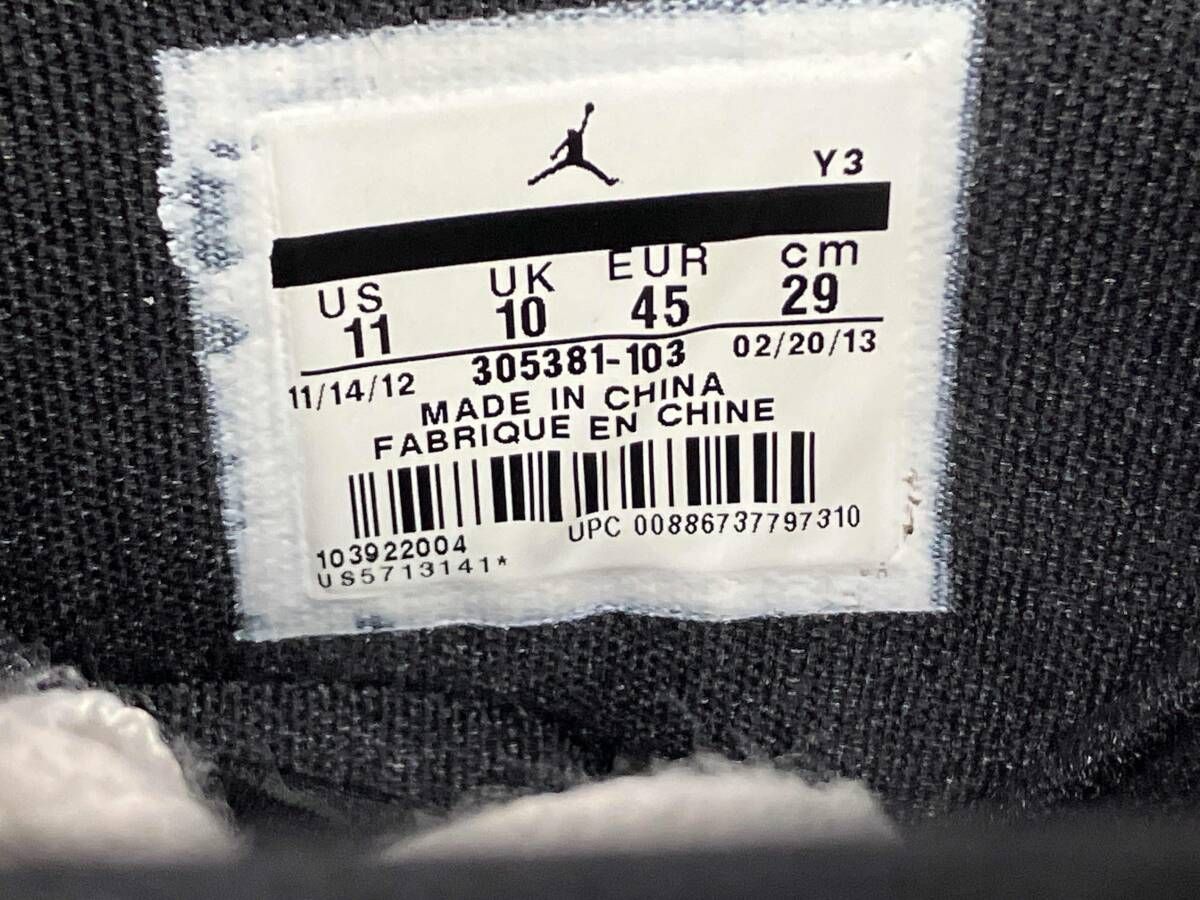 Y3
US UK EUR cm
11 10 45 29
11/14/12 305381-103 02/20/13
MADE IN CHINA
FABRIQUE EN CHINE
UPC 00886737797310
103922004
US5713141*